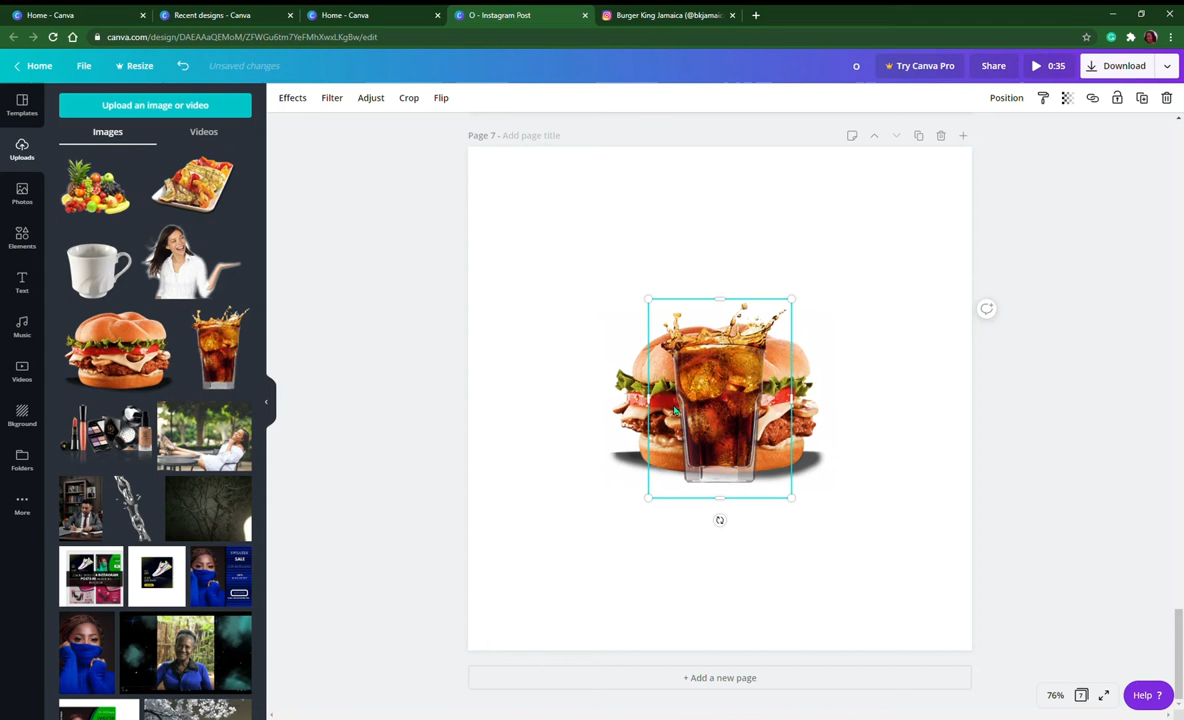 Home - Canva
Recent designs - Canva
Home - Canva
O - Instagram Post
Burger King Jamaica (@bkjamaic
canva.com/design/DAEAAaQEMoM/ZFWGu6tm7YeFMhXwxLKgBw/edit
Home
File
Resize
Unsaved changes
O
Try Canva Pro
Share
0:35
Download
Templates
Uploads
Photos
Elements
Text
Music
Videos
Bkground
Folders
More
Upload an image or video
Images
Videos
Effects
Filter
Adjust
Crop
Flip
Position
Page 7 - Add page title
SALE
+ Add a new page
76%
7
Help ?